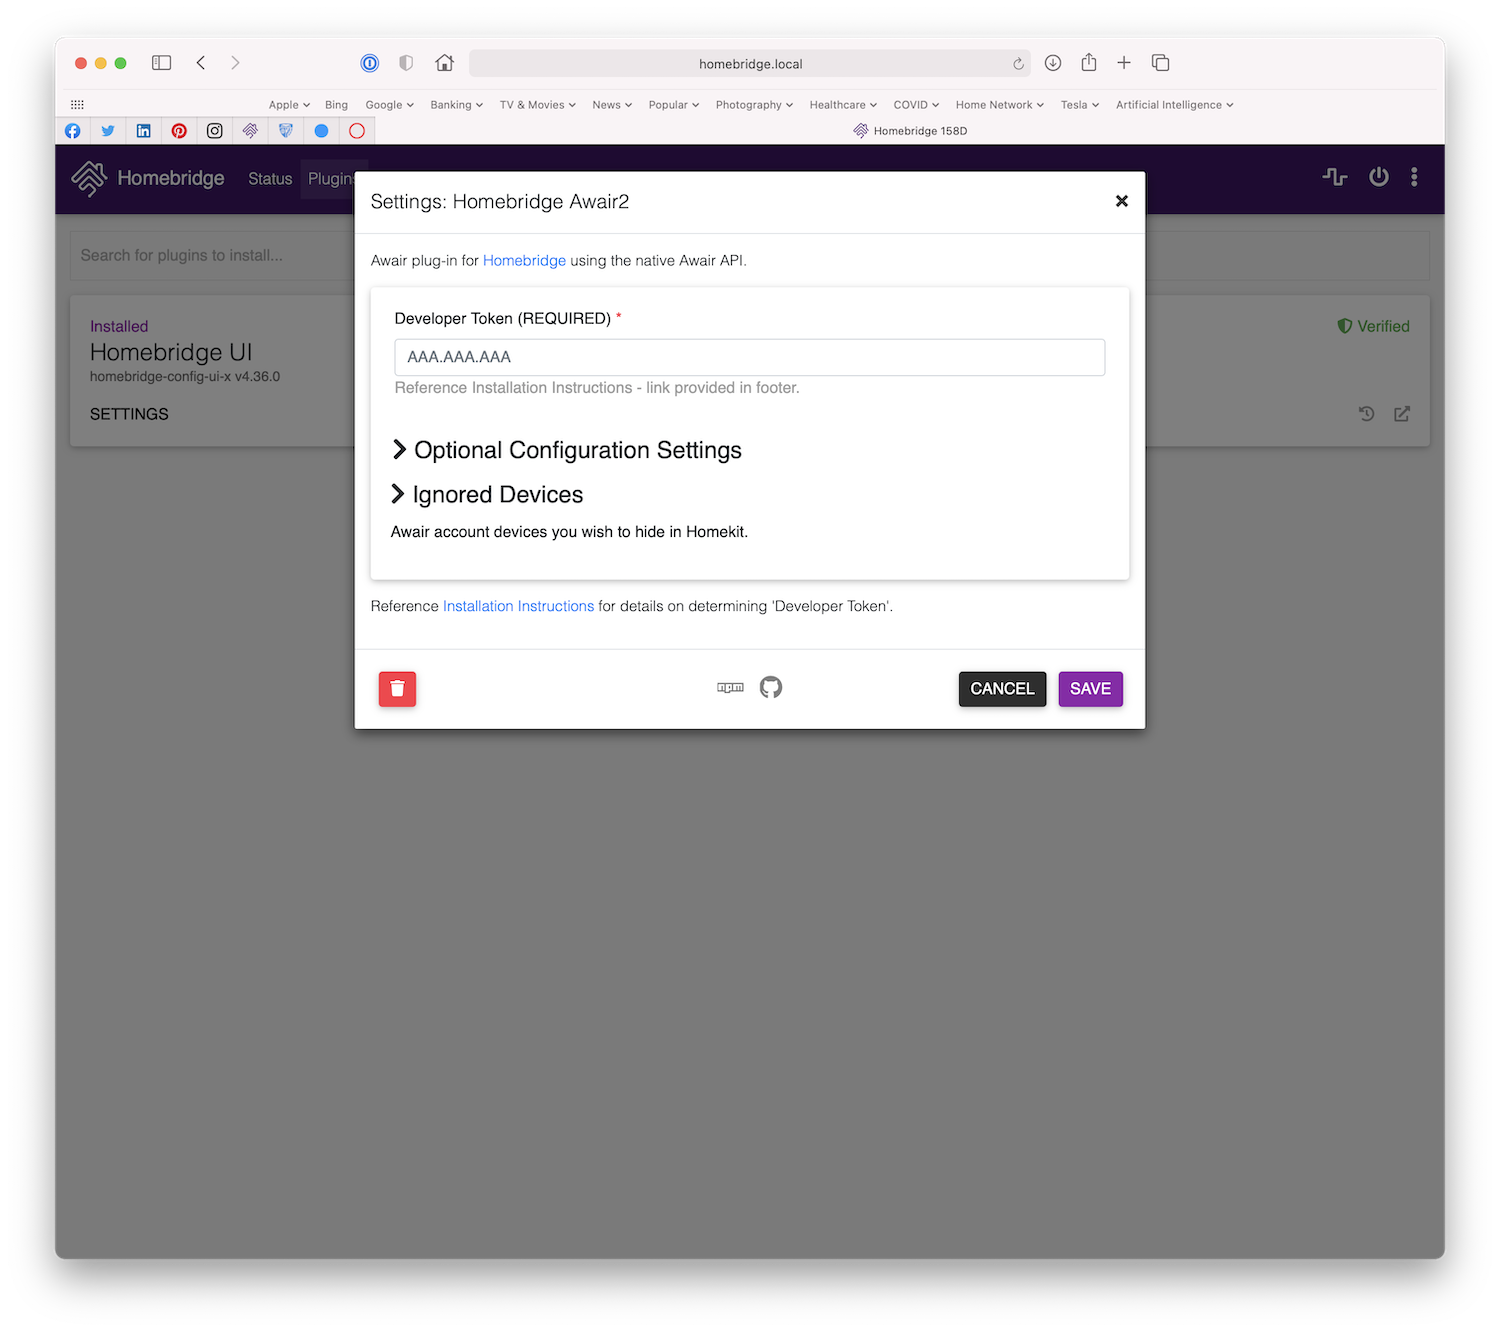 homebridge.local
Apple Bing Google Banking TV & Movies News Popular Photography Healthcare COVID Home Network Tesla Artificial Intelligence
Homebridge 158D
Homebridge Status Plugins
Settings: Homebridge Awair2
Search for plugins to install...
Awair plug-in for Homebridge using the native Awair API.
Installed
Verified
Homebridge UI
homebridge-config-ui-x v4.36.0
SETTINGS
Developer Token (REQUIRED) *
AAA.AAA.AAA
Reference Installation Instructions - link provided in footer.
Optional Configuration Settings
Ignored Devices
Awair account devices you wish to hide in Homekit.
Reference Installation Instructions for details on determining 'Developer Token'.
npm
CANCEL
SAVE